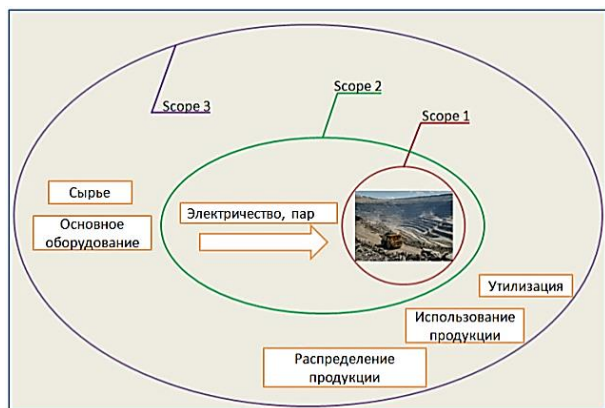 Scope 3
Scope 2
Scope 1
Сырье
Основное
оборудование
Электричество, пар
Утилизация
Использование
продукции
Распределение
продукции